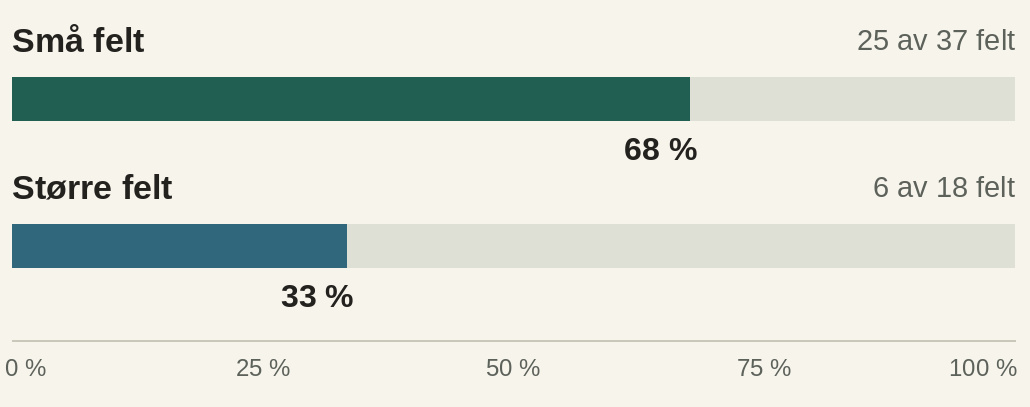 Små felt 25 av 37 felt
68 %
Større felt 6 av 18 felt
33 %
0 % 25 % 50 % 75 % 100 %